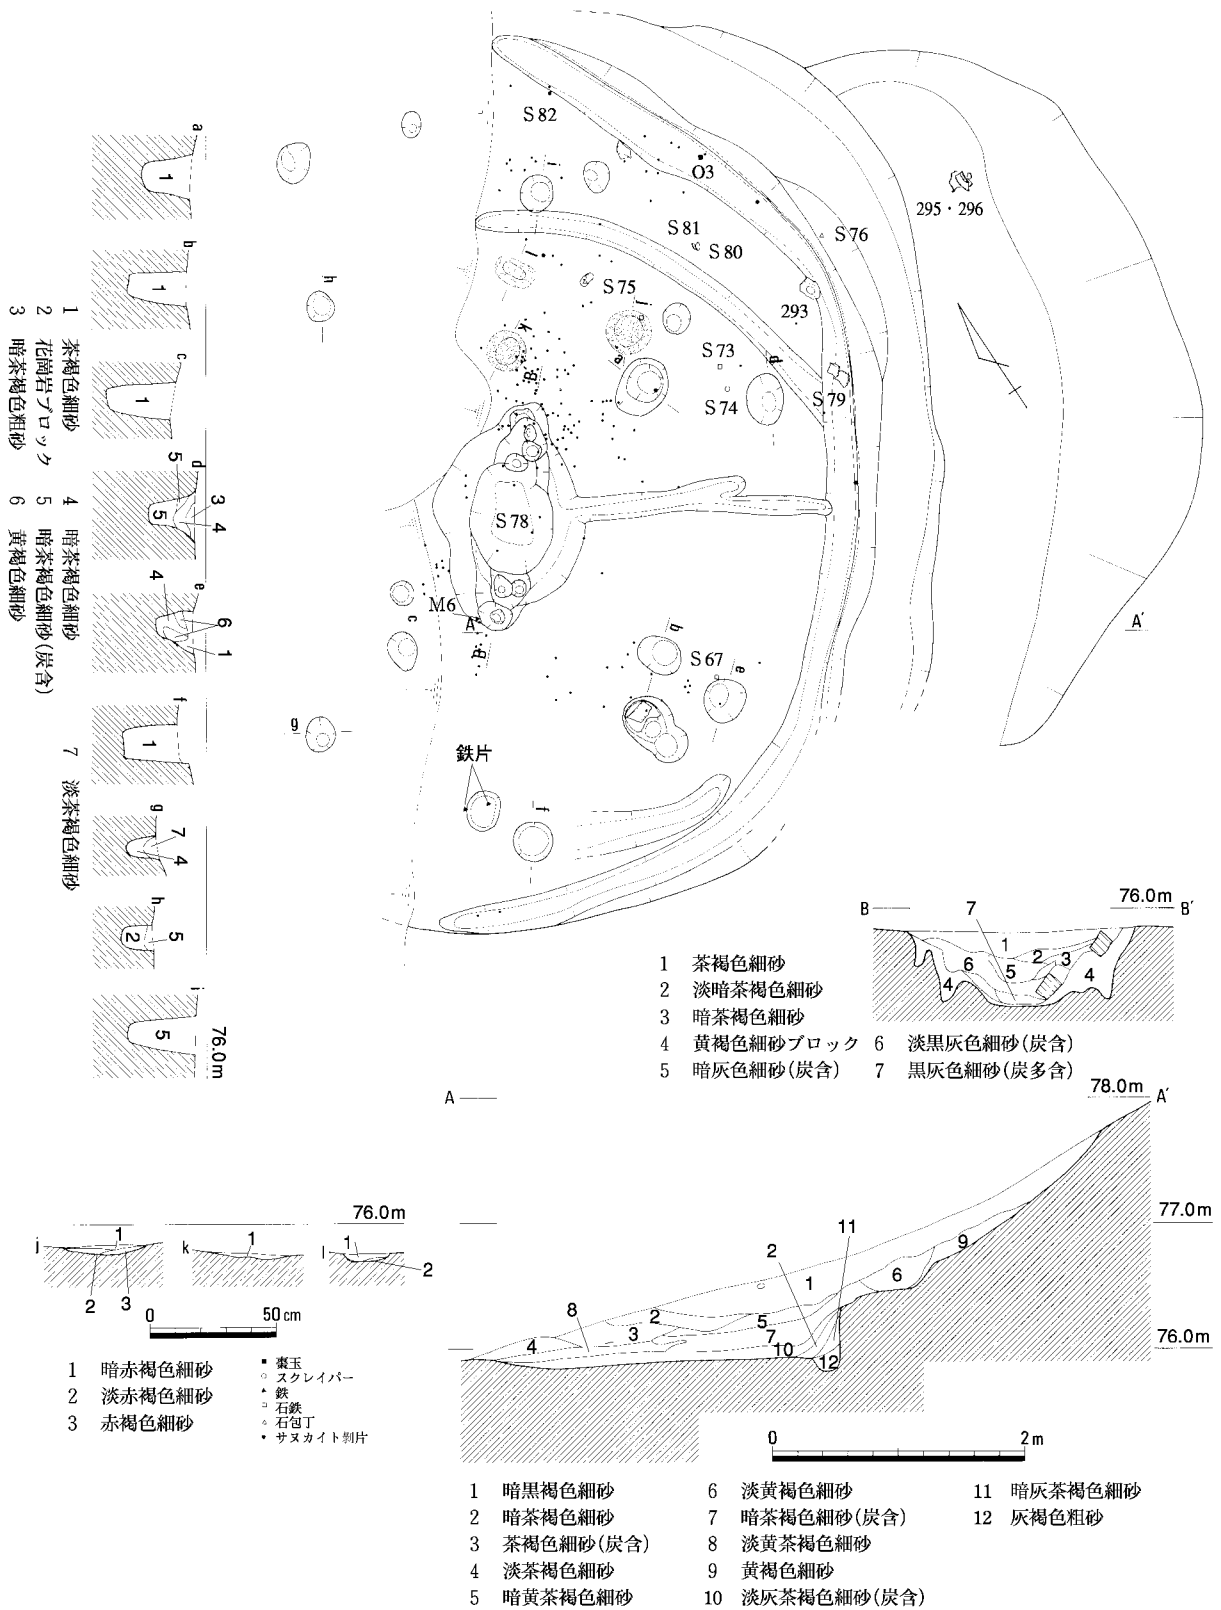 S82
O3
295・296
S81
S80
S76
S75
293
S73
S74
S79
S78
M6
S67
鉄片
a
b
c
d
e
f
g
h
i
j
k
l
A
A′
B
B′
1 茶褐色細砂
2 花崗岩ブロック
3 暗茶褐色粗砂
4 暗茶褐色細砂
5 暗茶褐色細砂(炭含)
6 黄褐色細砂
7 淡茶褐色細砂
76.0m
B 76.0m B′
1 茶褐色細砂
2 淡暗茶褐色細砂
3 暗茶褐色細砂
4 黄褐色細砂ブロック
5 暗灰色細砂(炭含)
6 淡黒灰色細砂(炭含)
7 黒灰色細砂(炭多含)
A 78.0m A′
77.0m
76.0m
76.0m
j k l
0 50cm
1 暗赤褐色細砂
2 淡赤褐色細砂
3 赤褐色細砂
■ 棗玉
○ スクレイパー
▲ 鉄
□ 石鏃
△ 石包丁
• サヌカイト剝片
0 2m
1 暗黒褐色細砂
2 暗茶褐色細砂
3 茶褐色細砂(炭含)
4 淡茶褐色細砂
5 暗黄茶褐色細砂
6 淡黄褐色細砂
7 暗茶褐色細砂(炭含)
8 淡黄茶褐色細砂
9 黄褐色細砂
10 淡灰茶褐色細砂(炭含)
11 暗灰茶褐色細砂
12 灰褐色粗砂